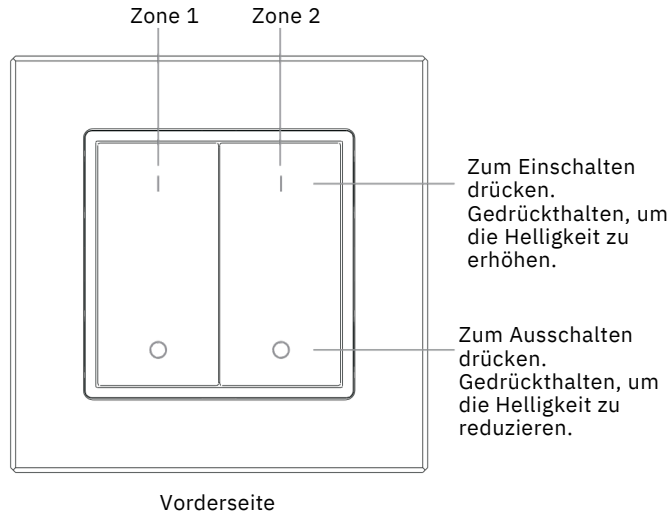 Zone 1 Zone 2
Zum Einschalten
drücken.
Gedrückthalten, um
die Helligkeit zu
erhöhen.
Zum Ausschalten
drücken.
Gedrückthalten, um
die Helligkeit zu
reduzieren.
Vorderseite